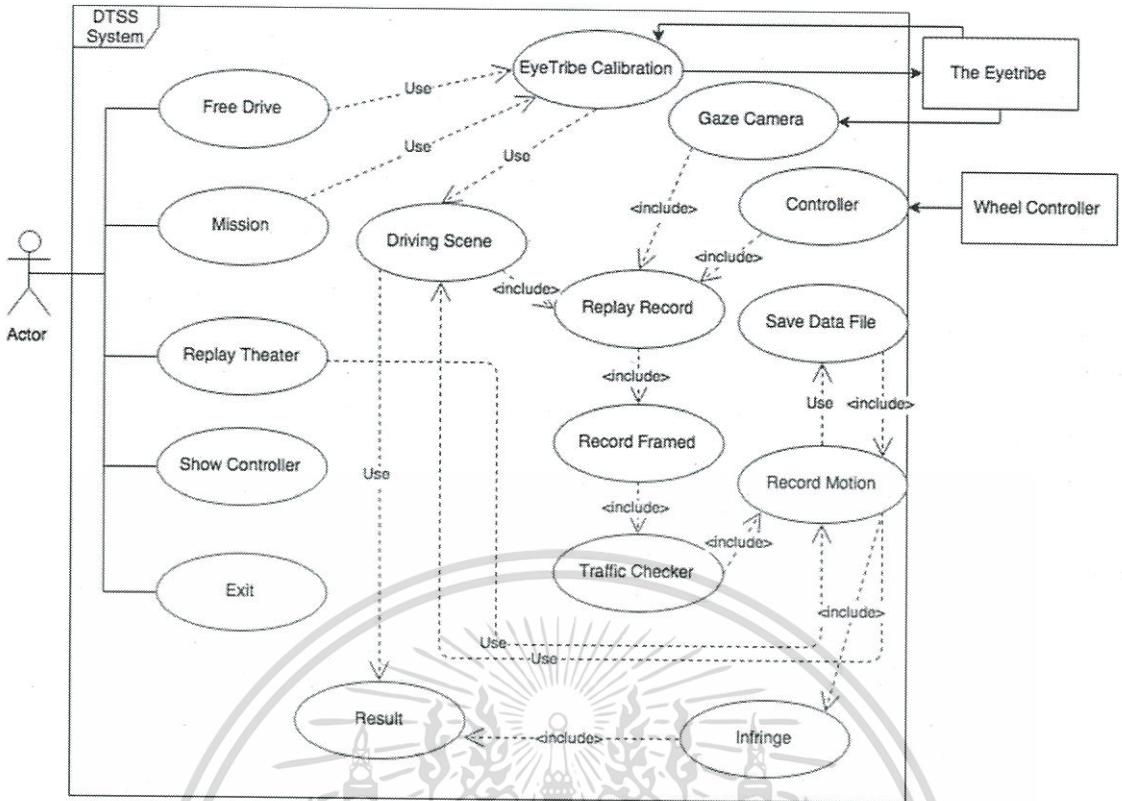 DTSS
System
EyeTribe Calibration
The Eyetribe
Use
Free Drive
Gaze Camera
Use
Use
Mission
<include>
Controller
Wheel Controller
Driving Scene
<include>
<include>
Replay Record
Save Data File
Actor
Replay Theater
<include>
Use
<include>
Record Framed
Show Controller
Use
Record Motion
<include>
<include>
Traffic Checker
Exit
<include>
Use
Use
Result
<include>
Infringe